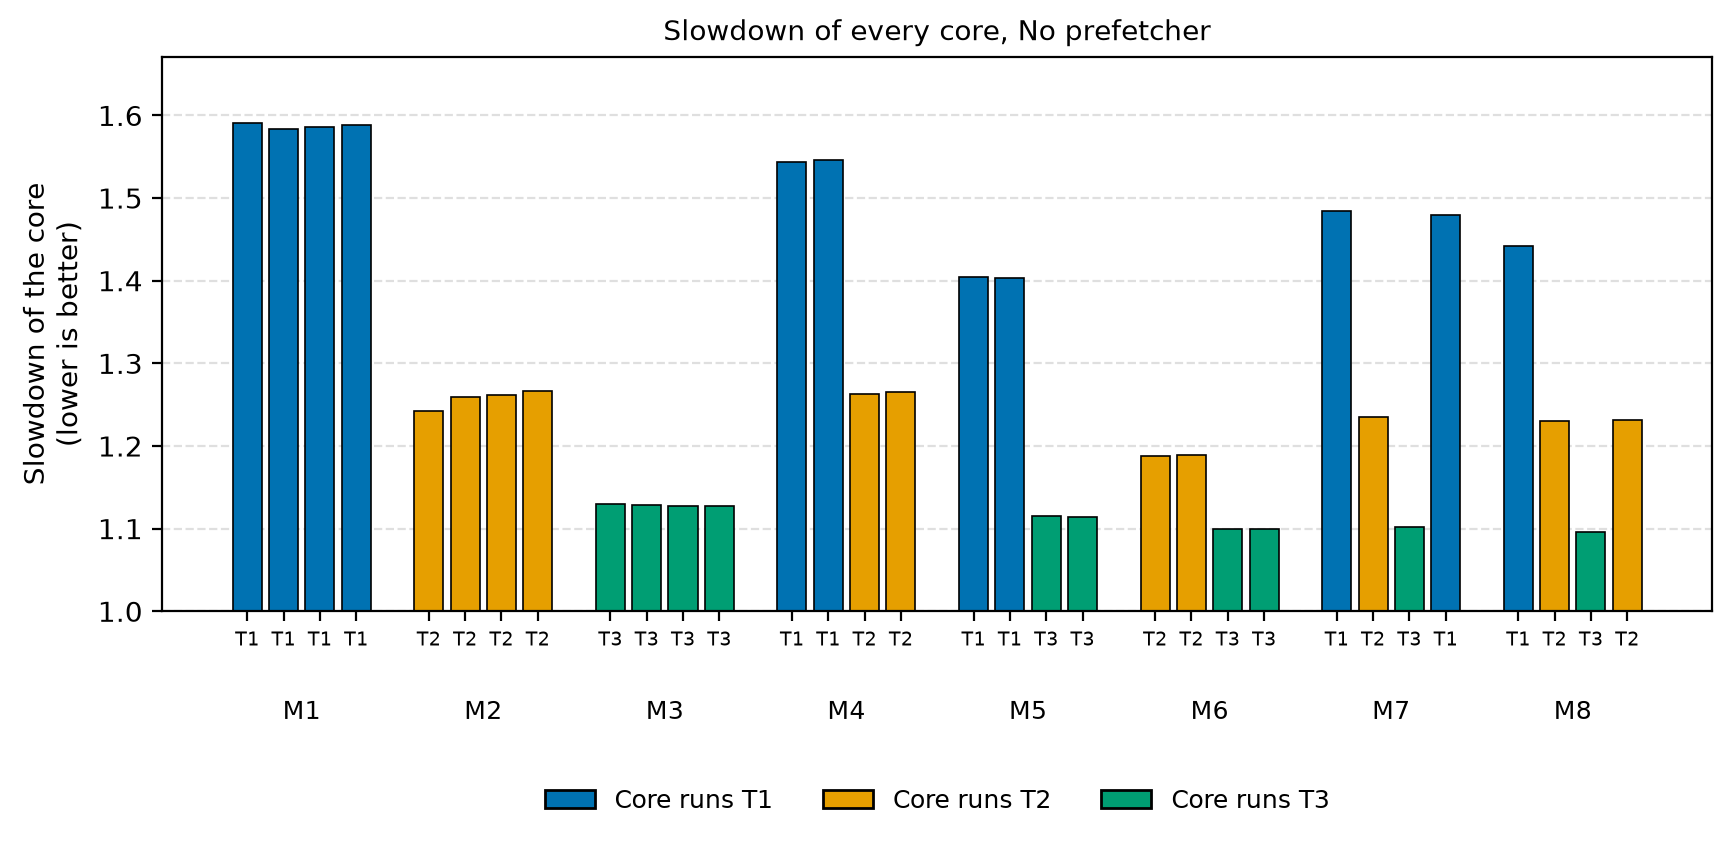 Slowdown of every core, No prefetcher
Slowdown of the core
(lower is better)
1.6
1.5
1.4
1.3
1.2
1.1
1.0
T1 T1 T1 T1 T2 T2 T2 T2 T3 T3 T3 T3 T1 T1 T2 T2 T1 T1 T3 T3 T2 T2 T3 T3 T1 T2 T3 T1 T1 T2 T3 T2
M1 M2 M3 M4 M5 M6 M7 M8
Core runs T1 Core runs T2 Core runs T3